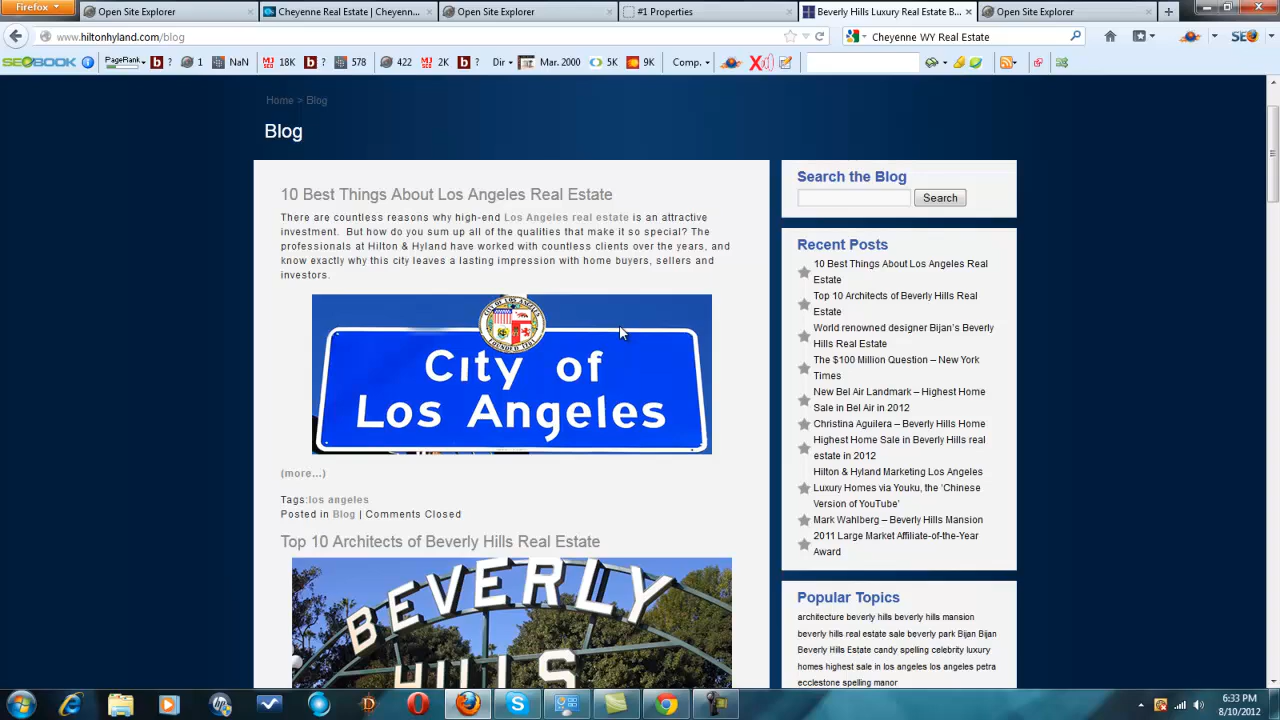 Firefox
Open Site Explorer
Cheyenne Real Estate | Cheyenn...
Open Site Explorer
#1 Properties
Beverly Hills Luxury Real Estate B...
Open Site Explorer
www.hiltonhyland.com/blog
Cheyenne WY Real Estate
SEOBOOK
PageRank ? 1 NaN 18K ? 578 422 2K ? Dir Mar. 2000 5K 9K Comp.
Home > Blog
Blog
10 Best Things About Los Angeles Real Estate
There are countless reasons why high-end Los Angeles real estate is an attractive
investment. But how do you sum up all of the qualities that make it so special? The
professionals at Hilton & Hyland have worked with countless clients over the years, and
know exactly why this city leaves a lasting impression with home buyers, sellers and
investors.
City of
Los Angeles
(more...)
Tags:los angeles
Posted in Blog | Comments Closed
Top 10 Architects of Beverly Hills Real Estate
BEVERLY
HILLS
Search the Blog
Search
Recent Posts
10 Best Things About Los Angeles Real
Estate
Top 10 Architects of Beverly Hills Real
Estate
World renowned designer Bijan's Beverly
Hills Real Estate
The $100 Million Question – New York
Times
New Bel Air Landmark – Highest Home
Sale in Bel Air in 2012
Christina Aguilera – Beverly Hills Home
Highest Home Sale in Beverly Hills real
estate in 2012
Hilton & Hyland Marketing Los Angeles
Luxury Homes via Youku, the 'Chinese
Version of YouTube'
Mark Wahlberg – Beverly Hills Mansion
2011 Large Market Affiliate-of-the-Year
Award
Popular Topics
architecture beverly hills beverly hills mansion
beverly hills real estate sale beverly park Bijan Bijan
Beverly Hills Estate candy spelling celebrity luxury
homes highest sale in los angeles los angeles petra
ecclestone spelling manor
6:33 PM
8/10/2012